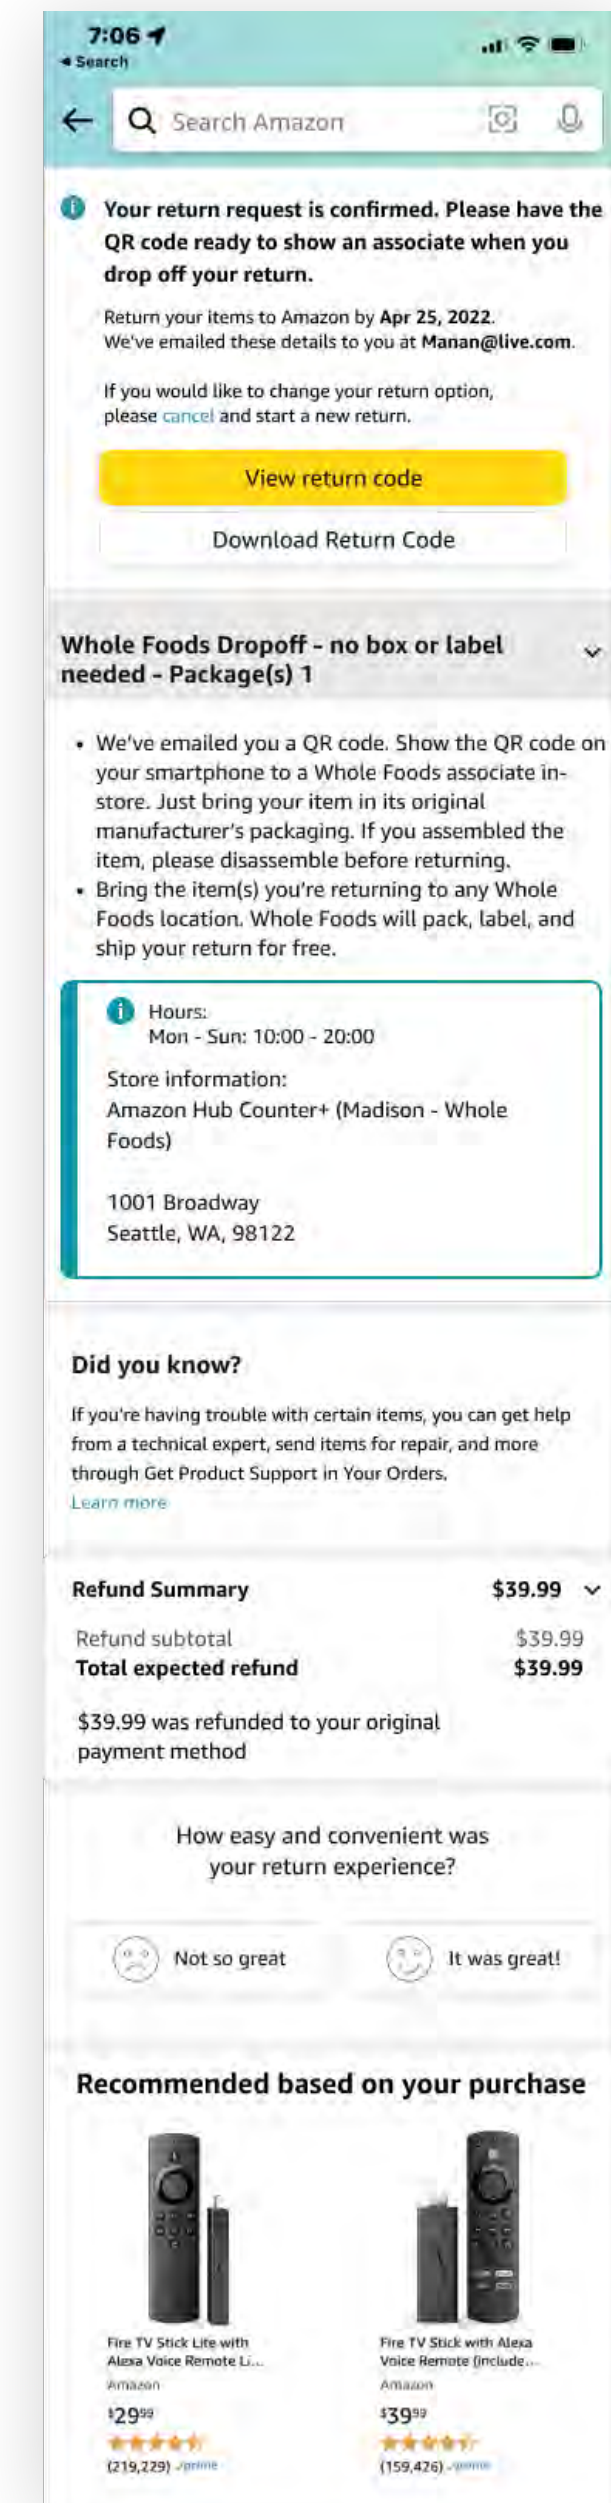 7:06
◀ Search
Search Amazon
Your return request is confirmed. Please have the
QR code ready to show an associate when you
drop off your return.
Return your items to Amazon by Apr 25, 2022.
We've emailed these details to you at Manan@live.com.
If you would like to change your return option,
please cancel and start a new return.
View return code
Download Return Code
Whole Foods Dropoff - no box or label
needed - Package(s) 1
• We've emailed you a QR code. Show the QR code on
your smartphone to a Whole Foods associate in-
store. Just bring your item in its original
manufacturer's packaging. If you assembled the
item, please disassemble before returning.
• Bring the item(s) you're returning to any Whole
Foods location. Whole Foods will pack, label, and
ship your return for free.
Hours:
Mon - Sun: 10:00 - 20:00
Store information:
Amazon Hub Counter+ (Madison - Whole
Foods)
1001 Broadway
Seattle, WA, 98122
Did you know?
If you're having trouble with certain items, you can get help
from a technical expert, send items for repair, and more
through Get Product Support in Your Orders.
Learn more
Refund Summary $39.99
Refund subtotal $39.99
Total expected refund $39.99
$39.99 was refunded to your original
payment method
How easy and convenient was
your return experience?
Not so great
It was great!
Recommended based on your purchase
Fire TV Stick Lite with
Alexa Voice Remote Li...
Amazon
$29⁹⁹
(219,229) prime
Fire TV Stick with Alexa
Voice Remote (include...
Amazon
$39⁹⁹
(159,426) prime